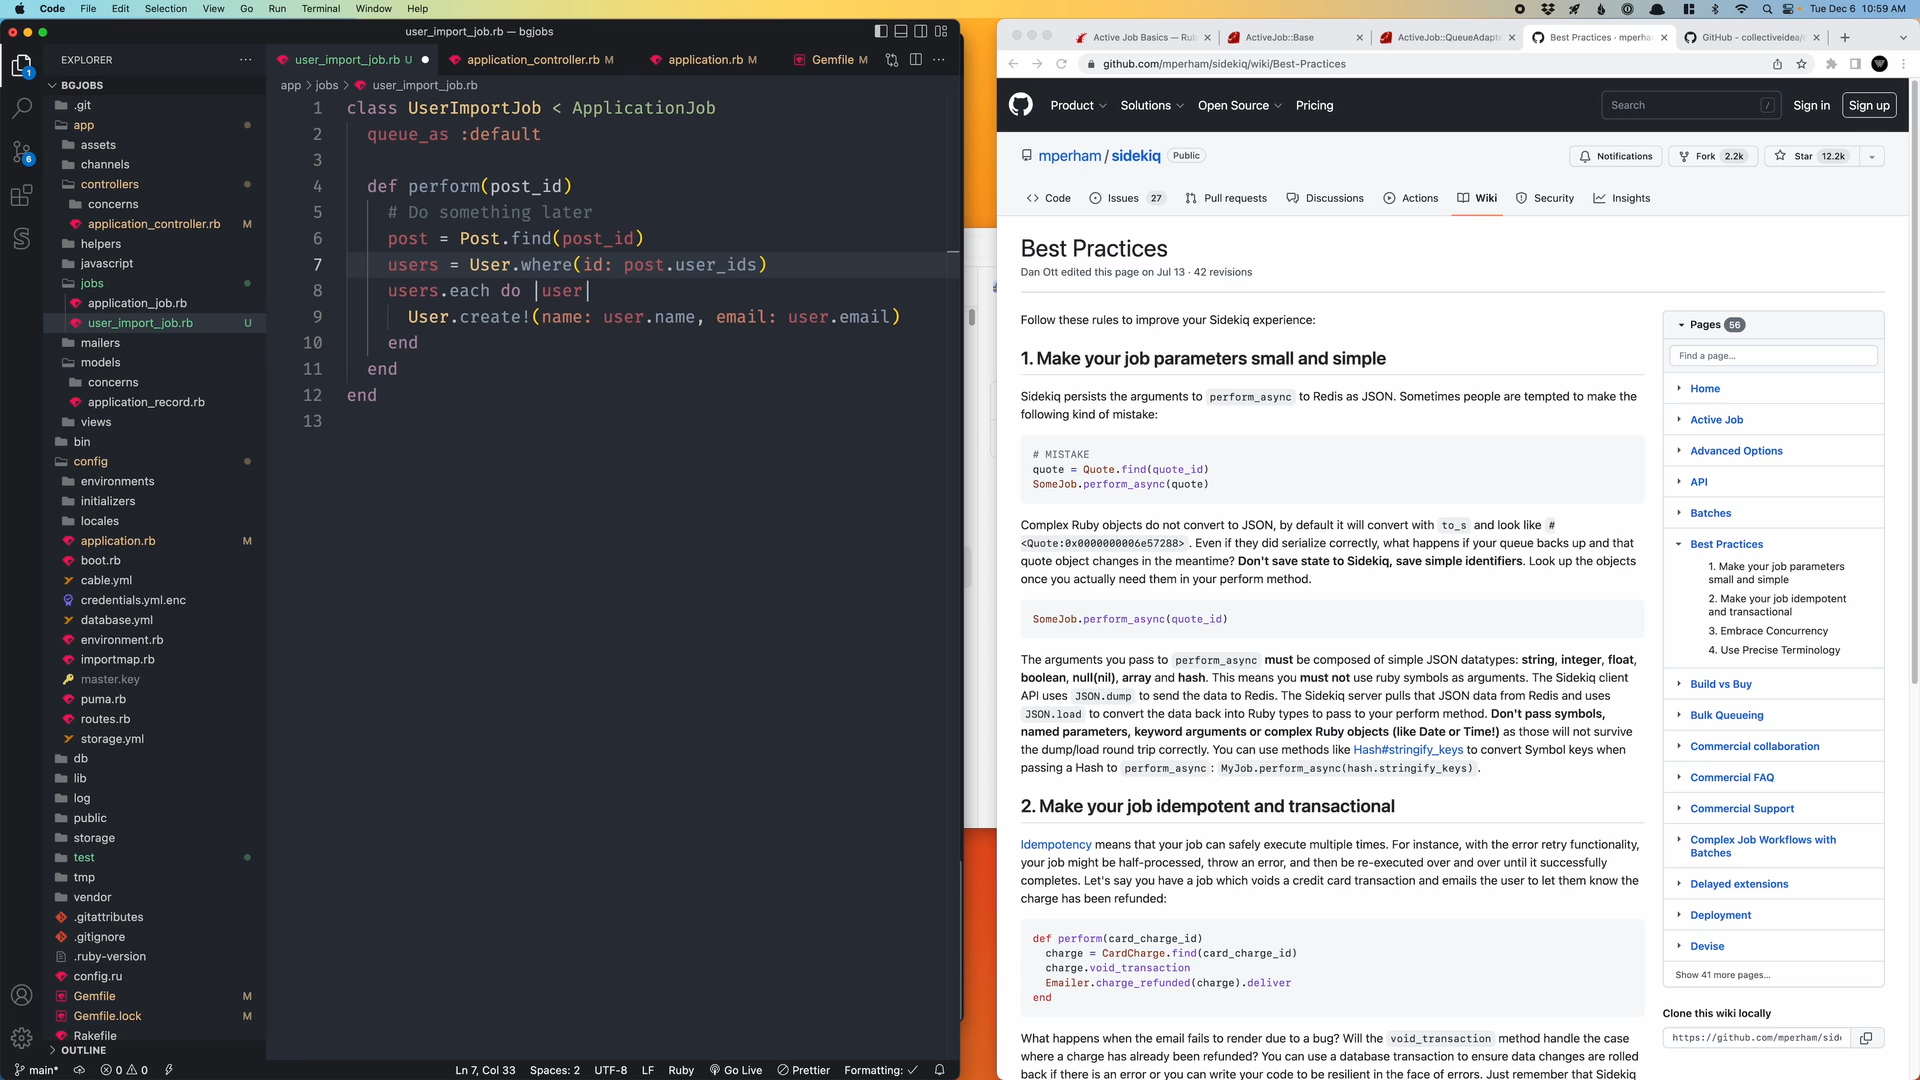 Code File Edit Selection View Go Run Terminal Window Help
Tue Dec 6 10:59 AM
user_import_job.rb — bgjobs
EXPLORER
BGJOBS
.git
app
assets
channels
controllers
concerns
application_controller.rb M
helpers
javascript
jobs
application_job.rb
user_import_job.rb U
mailers
models
concerns
application_record.rb
views
bin
config
environments
initializers
locales
application.rb M
boot.rb
cable.yml
credentials.yml.enc
database.yml
environment.rb
importmap.rb
master.key
puma.rb
routes.rb
storage.yml
db
lib
log
public
storage
test
tmp
vendor
.gitattributes
.gitignore
.ruby-version
config.ru
Gemfile M
Gemfile.lock M
Rakefile
OUTLINE
1
6
user_import_job.rb U
application_controller.rb M
application.rb M
Gemfile M
app > jobs > user_import_job.rb
1 class UserImportJob < ApplicationJob
2 queue_as :default
3
4 def perform(post_id)
5 # Do something later
6 post = Post.find(post_id)
7 users = User.where(id: post.user_ids)
8 users.each do |user|
9 User.create!(name: user.name, email: user.email)
10 end
11 end
12 end
13
main* 0 0 Ln 7, Col 33 Spaces: 2 UTF-8 LF Ruby Go Live Prettier Formatting:
Active Job Basics — Rub
ActiveJob::Base
ActiveJob::QueueAdapt
Best Practices · mperha
GitHub - collectiveidea/
github.com/mperham/sidekiq/wiki/Best-Practices
Product Solutions Open Source Pricing
Search /
Sign in Sign up
mperham / sidekiq Public
Notifications Fork 2.2k Star 12.2k
Code Issues 27 Pull requests Discussions Actions Wiki Security Insights
Best Practices
Dan Ott edited this page on Jul 13 · 42 revisions
Follow these rules to improve your Sidekiq experience:
1. Make your job parameters small and simple
Sidekiq persists the arguments to perform_async to Redis as JSON. Sometimes people are tempted to make the
following kind of mistake:
# MISTAKE
quote = Quote.find(quote_id)
SomeJob.perform_async(quote)
Complex Ruby objects do not convert to JSON, by default it will convert with to_s and look like #
<Quote:0x0000000006e57288> . Even if they did serialize correctly, what happens if your queue backs up and that
quote object changes in the meantime? Don't save state to Sidekiq, save simple identifiers. Look up the objects
once you actually need them in your perform method.
SomeJob.perform_async(quote_id)
The arguments you pass to perform_async must be composed of simple JSON datatypes: string, integer, float,
boolean, null(nil), array and hash. This means you must not use ruby symbols as arguments. The Sidekiq client
API uses JSON.dump to send the data to Redis. The Sidekiq server pulls that JSON data from Redis and uses
JSON.load to convert the data back into Ruby types to pass to your perform method. Don't pass symbols,
named parameters, keyword arguments or complex Ruby objects (like Date or Time!) as those will not survive
the dump/load round trip correctly. You can use methods like Hash#stringify_keys to convert Symbol keys when
passing a Hash to perform_async : MyJob.perform_async(hash.stringify_keys) .
2. Make your job idempotent and transactional
Idempotency means that your job can safely execute multiple times. For instance, with the error retry functionality,
your job might be half-processed, throw an error, and then be re-executed over and over until it successfully
completes. Let's say you have a job which voids a credit card transaction and emails the user to let them know the
charge has been refunded:
def perform(card_charge_id)
charge = CardCharge.find(card_charge_id)
charge.void_transaction
Emailer.charge_refunded(charge).deliver
end
What happens when the email fails to render due to a bug? Will the void_transaction method handle the case
where a charge has already been refunded? You can use a database transaction to ensure data changes are rolled
back if there is an error or you can write your code to be resilient in the face of errors. Just remember that Sidekiq
Pages 56
Find a page...
Home
Active Job
Advanced Options
API
Batches
Best Practices
1. Make your job parameters
small and simple
2. Make your job idempotent
and transactional
3. Embrace Concurrency
4. Use Precise Terminology
Build vs Buy
Bulk Queueing
Commercial collaboration
Commercial FAQ
Commercial Support
Complex Job Workflows with
Batches
Delayed extensions
Deployment
Devise
Show 41 more pages...
Clone this wiki locally
https://github.com/mperham/side